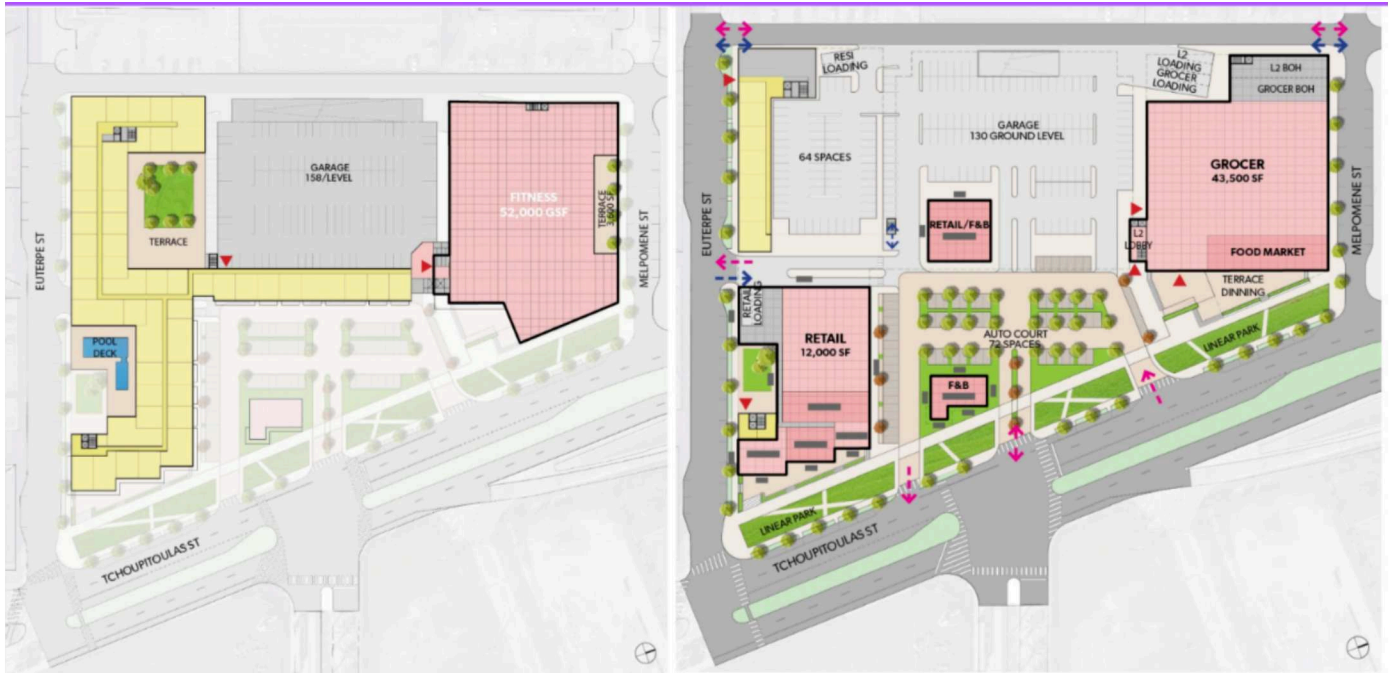 GARAGE
158/LEVEL
FITNESS
52,000 GSF
TERRACE
EUTERPE ST
TERRACE
MELPOMENE ST
POOL
DECK
TCHOUPITOULAS ST
RESI
LOADING
L2
LOADING
GROCER
LOADING
L2 BOH
GROCER BOH
GARAGE
130 GROUND LEVEL
64 SPACES
GROCER
43,500 SF
EUTERPE ST
MELPOMENE ST
RETAIL/F&B
L2
LOBBY
FOOD MARKET
TERRACE
DINNING
RETAIL
LOADING
RETAIL
12,000 SF
AUTO COURT
72 SPACES
LINEAR PARK
F&B
LINEAR PARK
TCHOUPITOULAS ST